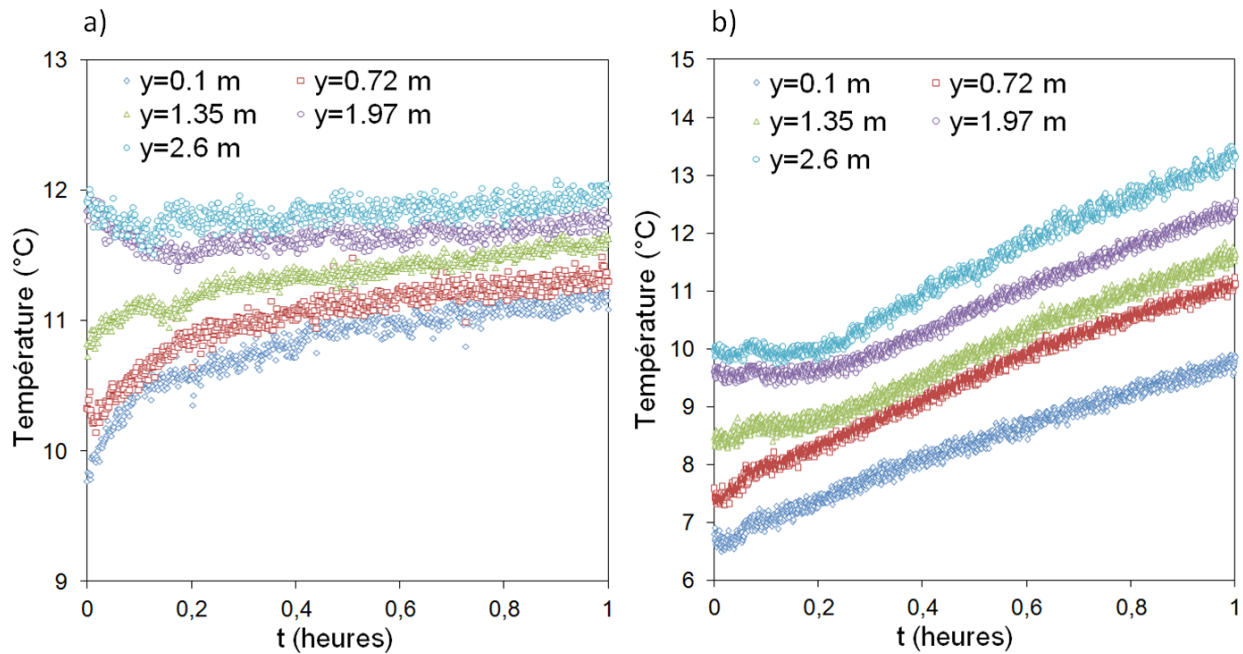 a)
13
12
11
10
9
Température (°C)
y=0.1 m y=0.72 m
y=1.35 m y=1.97 m
y=2.6 m
0 0,2 0,4 0,6 0,8 1
t (heures)
b)
15
14
13
12
11
10
9
8
7
6
Température (°C)
y=0.1 m y=0.72 m
y=1.35 m y=1.97 m
y=2.6 m
0 0,2 0,4 0,6 0,8 1
t (heures)